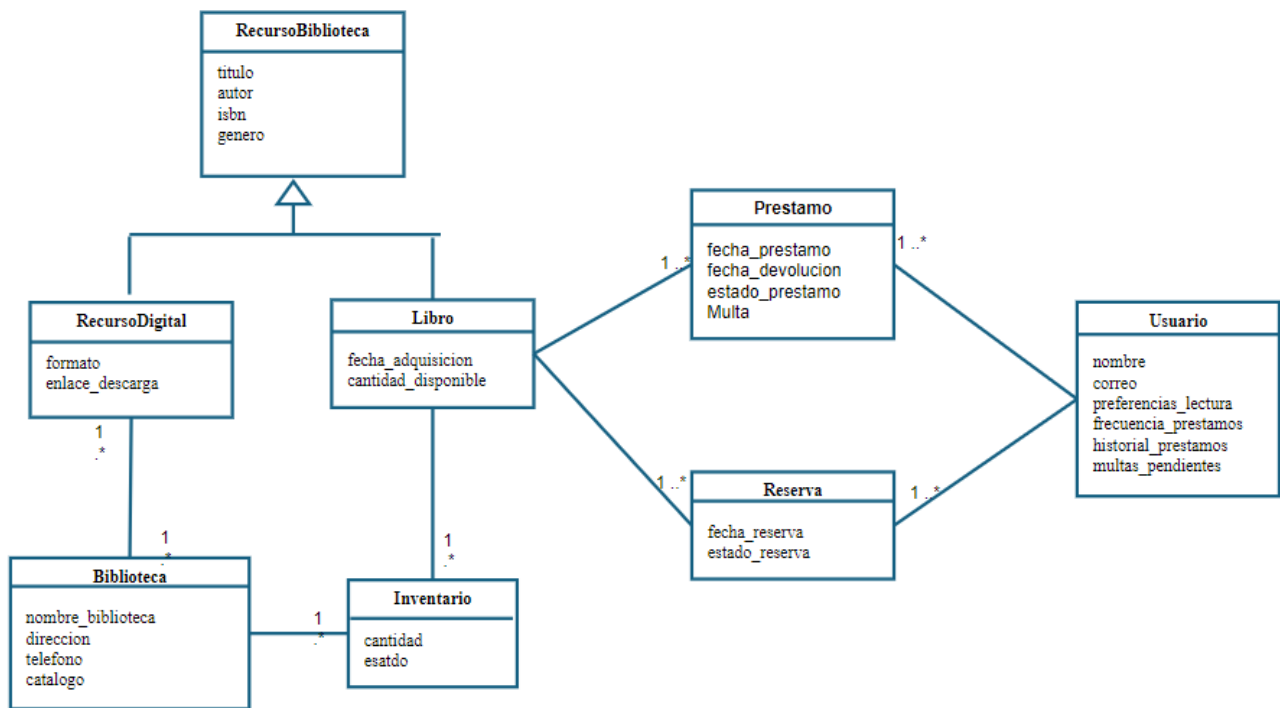 RecursoBiblioteca
titulo
autor
isbn
genero
RecursoDigital
formato
enlace_descarga
Libro
fecha_adquisicion
cantidad_disponible
Prestamo
fecha_prestamo
fecha_devolucion
estado_prestamo
Multa
1 ..*
1 ..*
Usuario
nombre
correo
preferencias_lectura
frecuencia_prestamos
historial_prestamos
multas_pendientes
1 ..*
1 ..*
Reserva
fecha_reserva
estado_reserva
1
.*
1
.*
Biblioteca
nombre_biblioteca
direccion
telefono
catalogo
1
.*
1
.*
Inventario
cantidad
esatdo